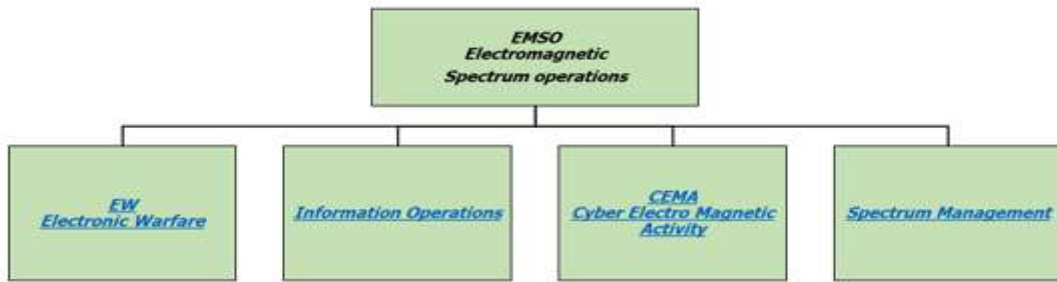 EMSO
Electromagnetic
Spectrum operations
EW
Electronic Warfare
Information Operations
CEMA
Cyber Electro Magnetic
Activity
Spectrum Management